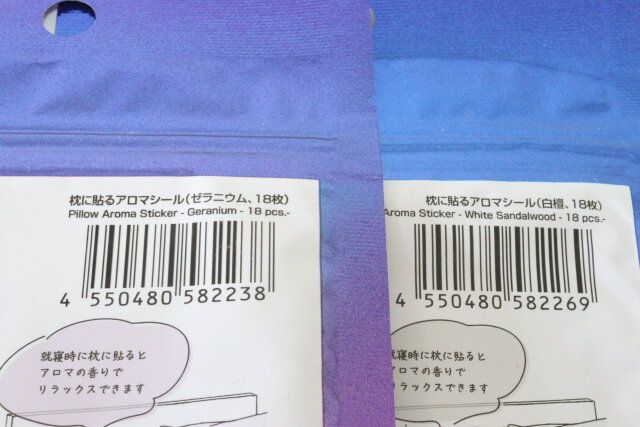 枕に貼るアロマシール(ゼラニウム、18枚)
Pillow Aroma Sticker - Geranium - 18 pcs.-
4 550480 582238
就寝時に枕に貼ると
アロマの香りで
リラックスできます
枕に貼るアロマシール(白檀、18枚)
Aroma Sticker - White Sandalwood - 18 pcs.-
4 550480 582269
就寝時に枕に貼ると
アロマの香りで
リラックスできます